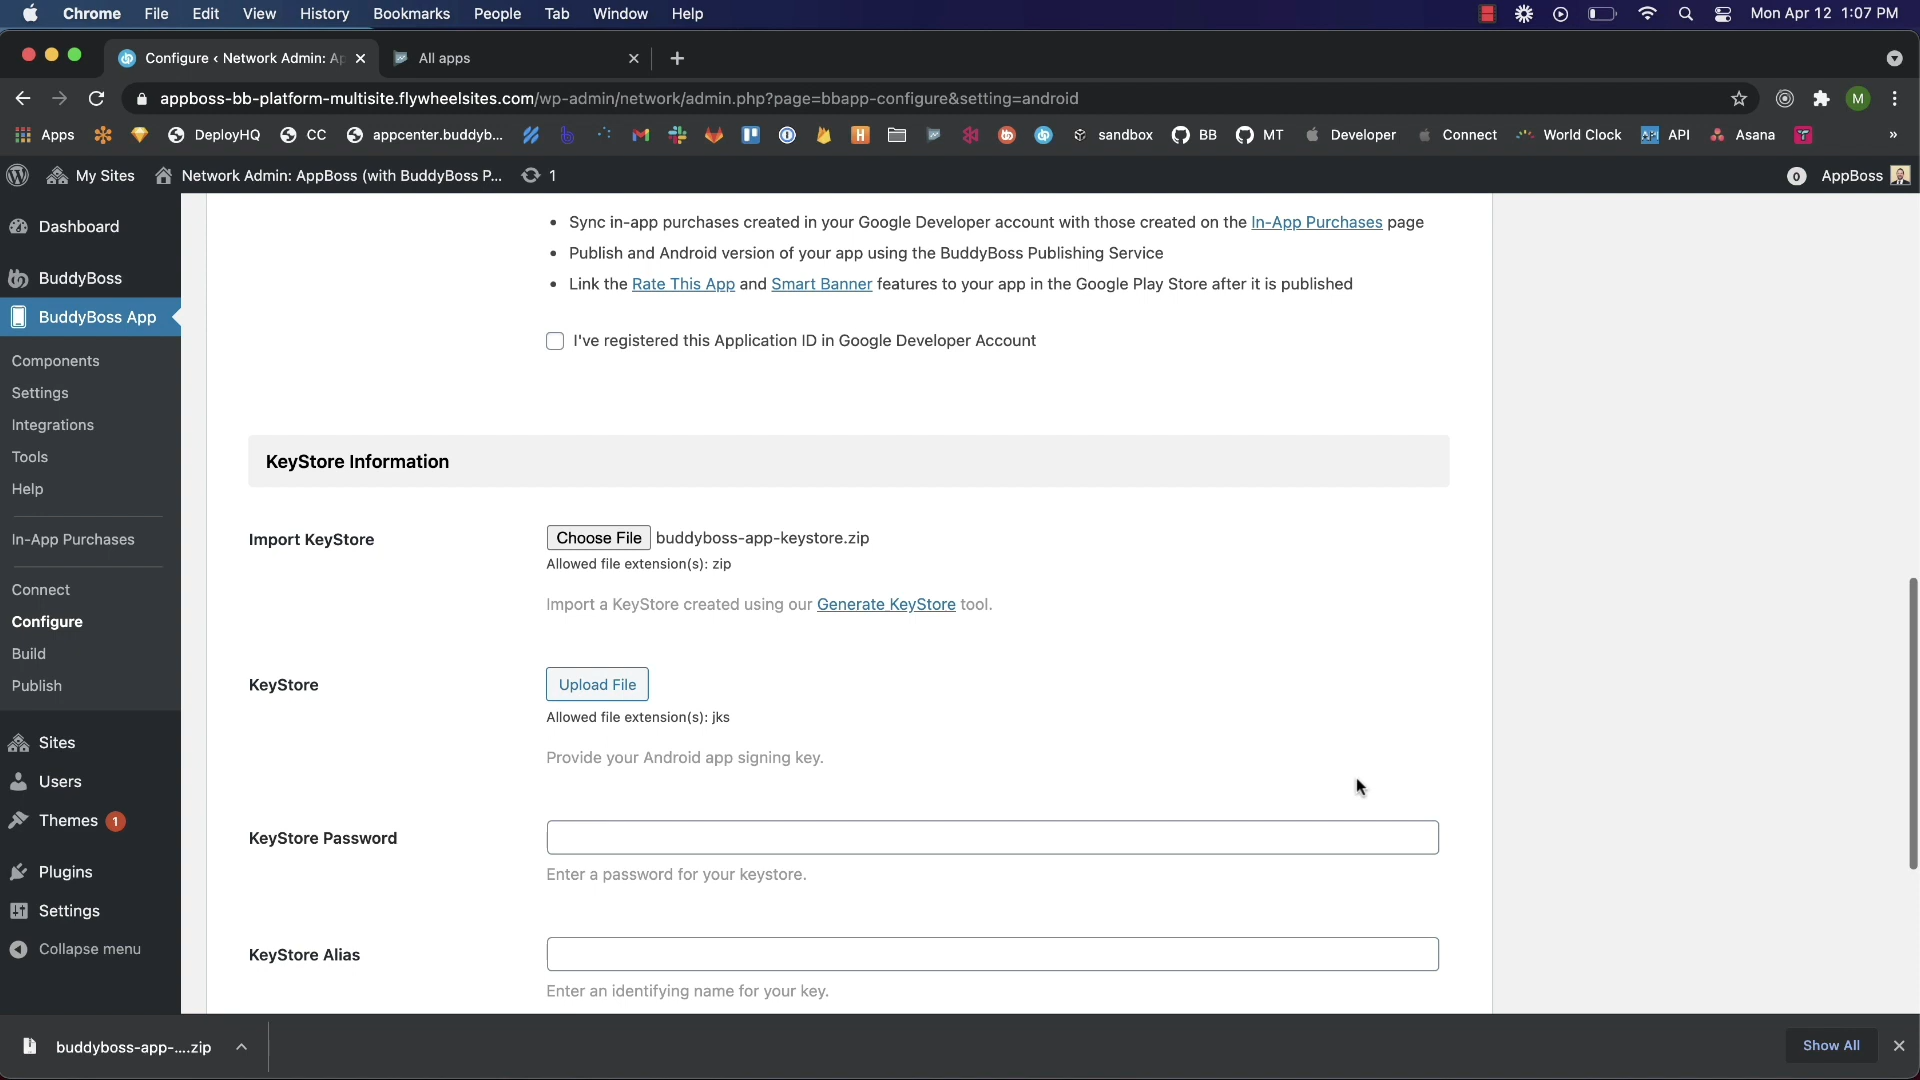 Chrome File Edit View History Bookmarks People Tab Window Help Mon Apr 12 1:07 PM
Configure ‹ Network Admin: Ap All apps
appboss-bb-platform-multisite.flywheelsites.com/wp-admin/network/admin.php?page=bbapp-configure&setting=android M
Apps DeployHQ CC appcenter.buddyb... H sandbox BB MT Developer Connect World Clock API Asana »
My Sites Network Admin: AppBoss (with BuddyBoss P... 1 0 AppBoss
Dashboard
BuddyBoss
BuddyBoss App
Components
Settings
Integrations
Tools
Help
In-App Purchases
Connect
Configure
Build
Publish
Sites
Users
Themes 1
Plugins
Settings
Collapse menu
• Sync in-app purchases created in your Google Developer account with those created on the In-App Purchases page
• Publish and Android version of your app using the BuddyBoss Publishing Service
• Link the Rate This App and Smart Banner features to your app in the Google Play Store after it is published
I've registered this Application ID in Google Developer Account
KeyStore Information
Import KeyStore
Choose File buddyboss-app-keystore.zip
Allowed file extension(s): zip
Import a KeyStore created using our Generate KeyStore tool.
KeyStore
Upload File
Allowed file extension(s): jks
Provide your Android app signing key.
KeyStore Password
Enter a password for your keystore.
KeyStore Alias
Enter an identifying name for your key.
buddyboss-app-....zip Show All